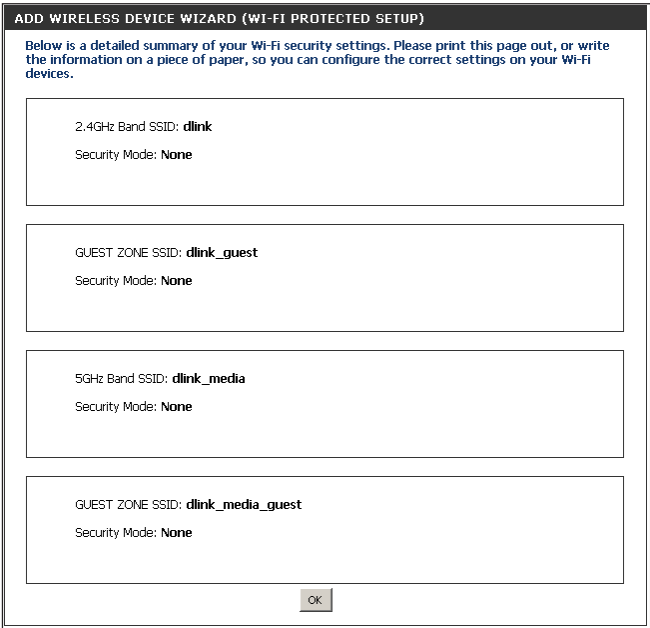 ADD WIRELESS DEVICE WIZARD (WI-FI PROTECTED SETUP)
Below is a detailed summary of your Wi-Fi security settings. Please print this page out, or write
the information on a piece of paper, so you can configure the correct settings on your Wi-Fi
devices.
2.4GHz Band SSID: dlink
Security Mode: None
GUEST ZONE SSID: dlink_guest
Security Mode: None
5GHz Band SSID: dlink_media
Security Mode: None
GUEST ZONE SSID: dlink_media_guest
Security Mode: None
OK